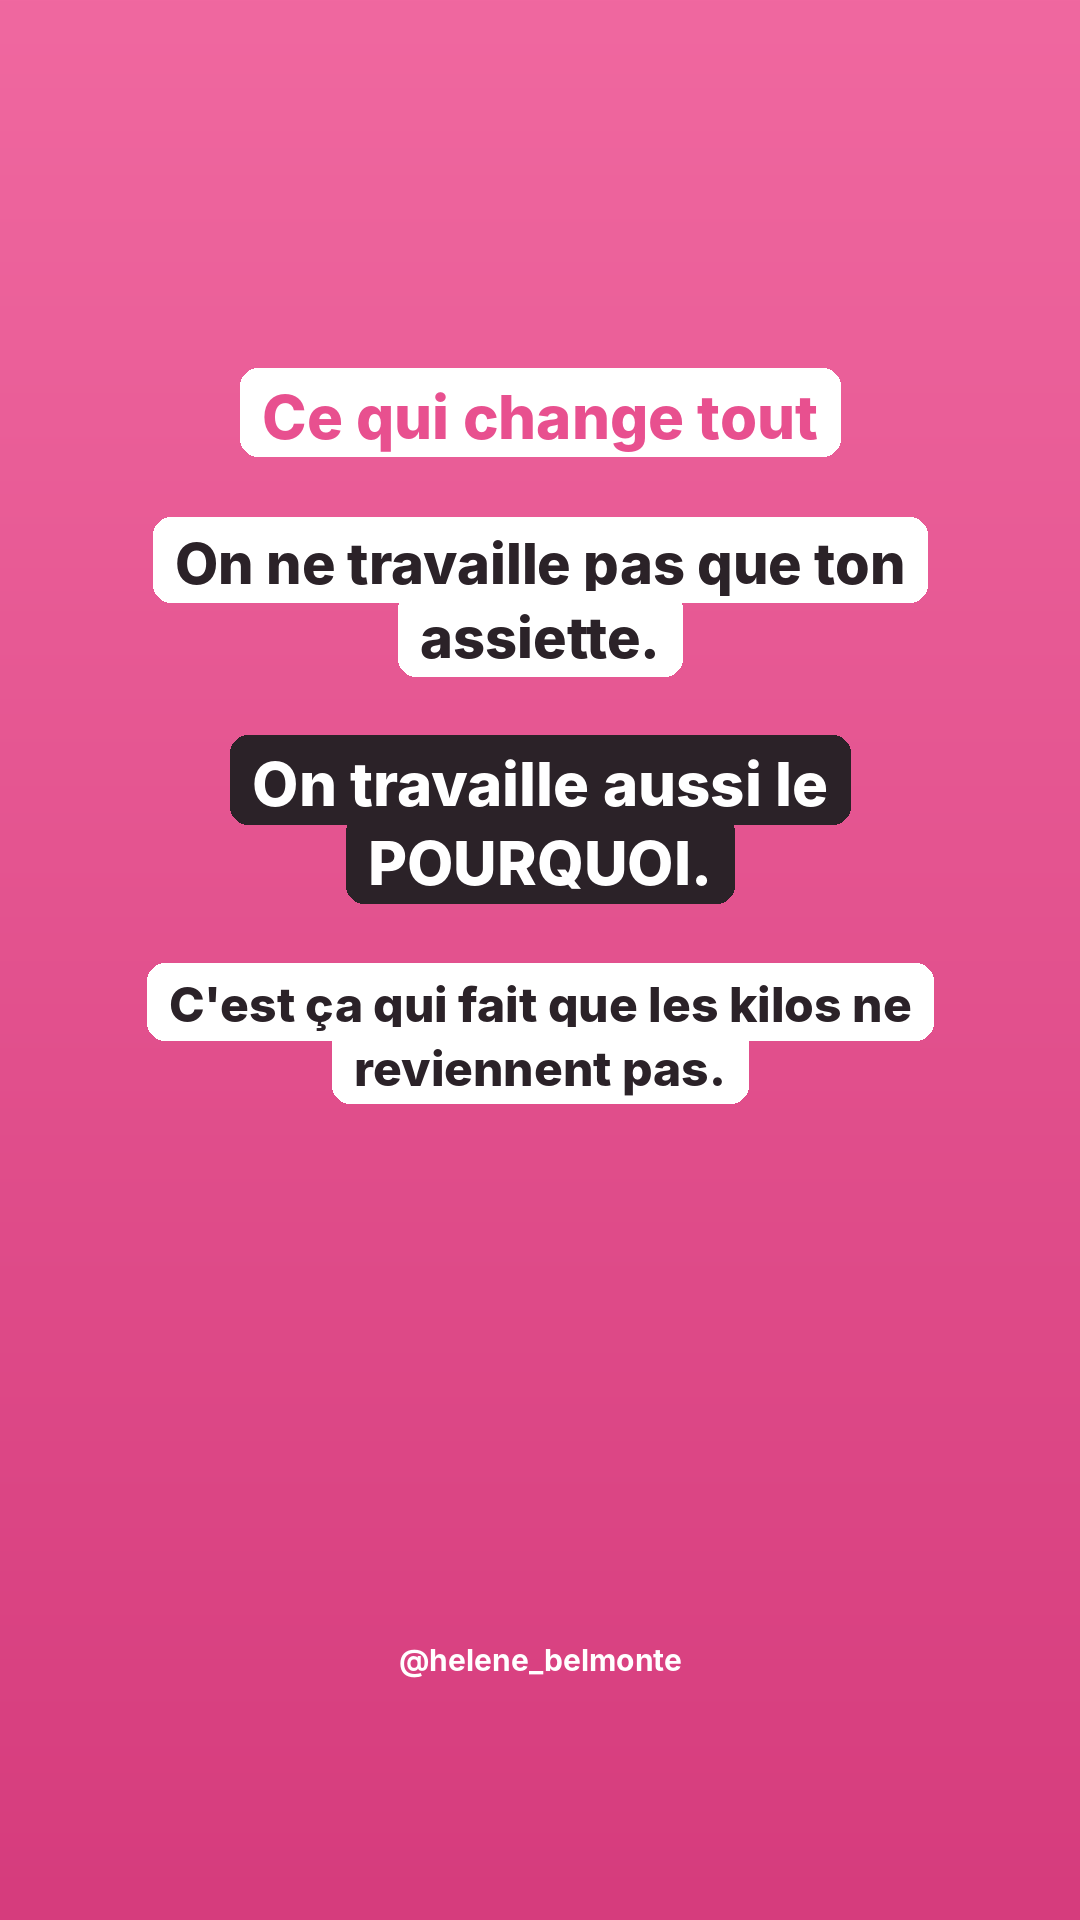 Ce qui change tout
On ne travaille pas que ton
assiette.
On travaille aussi le
POURQUOI.
C'est ça qui fait que les kilos ne
reviennent pas.
@helene_belmonte